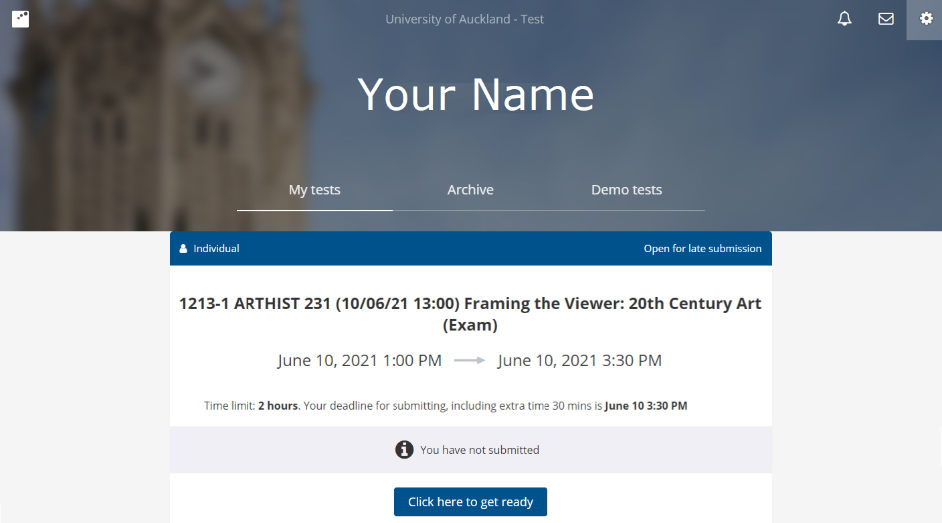 University of Auckland - Test
Your Name
My tests
Archive
Demo tests
Individual
Open for late submission
1213-1 ARTHIST 231 (10/06/21 13:00) Framing the Viewer: 20th Century Art
(Exam)
June 10, 2021 1:00 PM
June 10, 2021 3:30 PM
Time limit: 2 hours. Your deadline for submitting, including extra time 30 mins is June 10 3:30 PM
You have not submitted
Click here to get ready